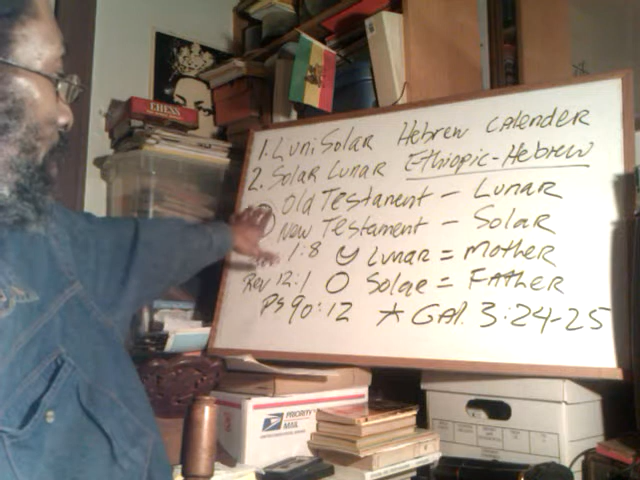 CHESS
1. LuniSolar Hebrew Calender
2. Solar Lunar Ethiopic-Hebrew
Old Testament - Lunar
New Testament - Solar
1:8 Lunar = Mother
Rev 12:1 Solar = Father
PS 90:12 ☆ GAl. 3:24-25
PRIORITY
MAIL